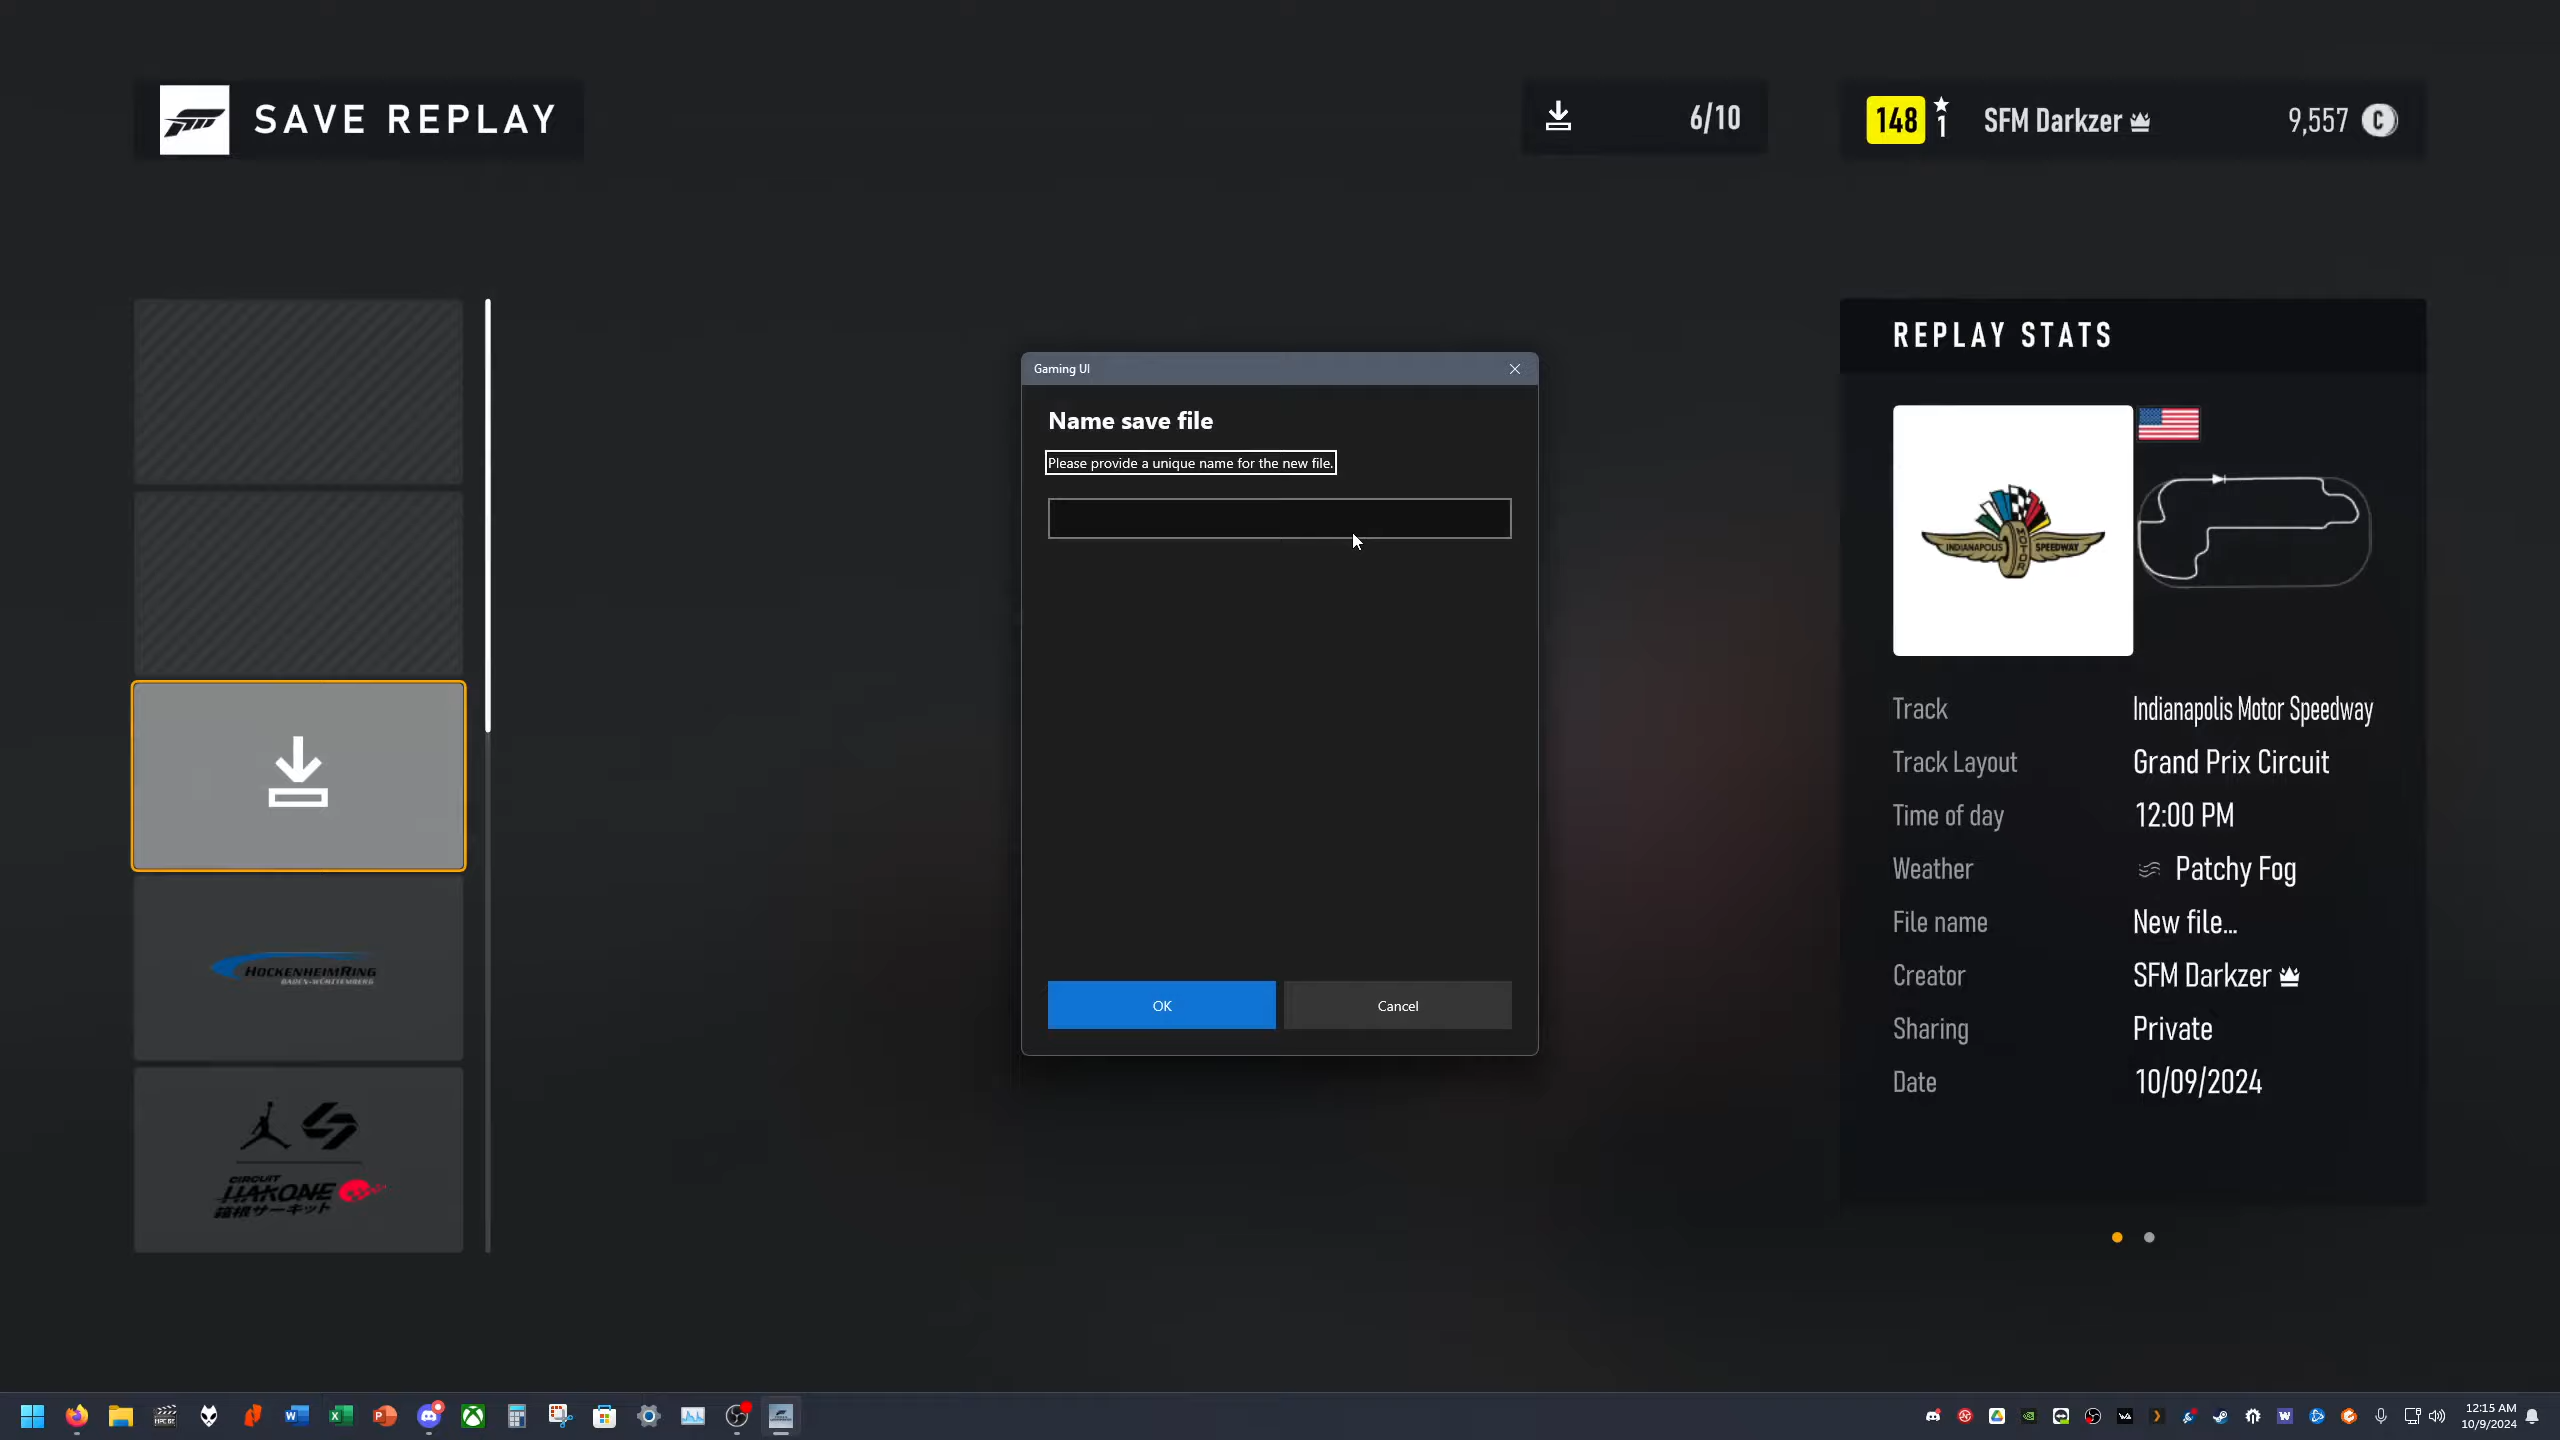 SAVE REPLAY
6/10
148
1
SFM Darkzer
9,557
C
Gaming UI
Name save file
Please provide a unique name for the new file.
OK
Cancel
HOCKENHEIMRING
BADEN-WÜRTTEMBERG
CIRCUIT
HAKONE
箱根サーキット
REPLAY STATS
INDIANAPOLIS MOTOR SPEEDWAY
Track Indianapolis Motor Speedway
Track Layout Grand Prix Circuit
Time of day 12:00 PM
Weather Patchy Fog
File name New file...
Creator SFM Darkzer
Sharing Private
Date 10/09/2024
12:15 AM
10/9/2024